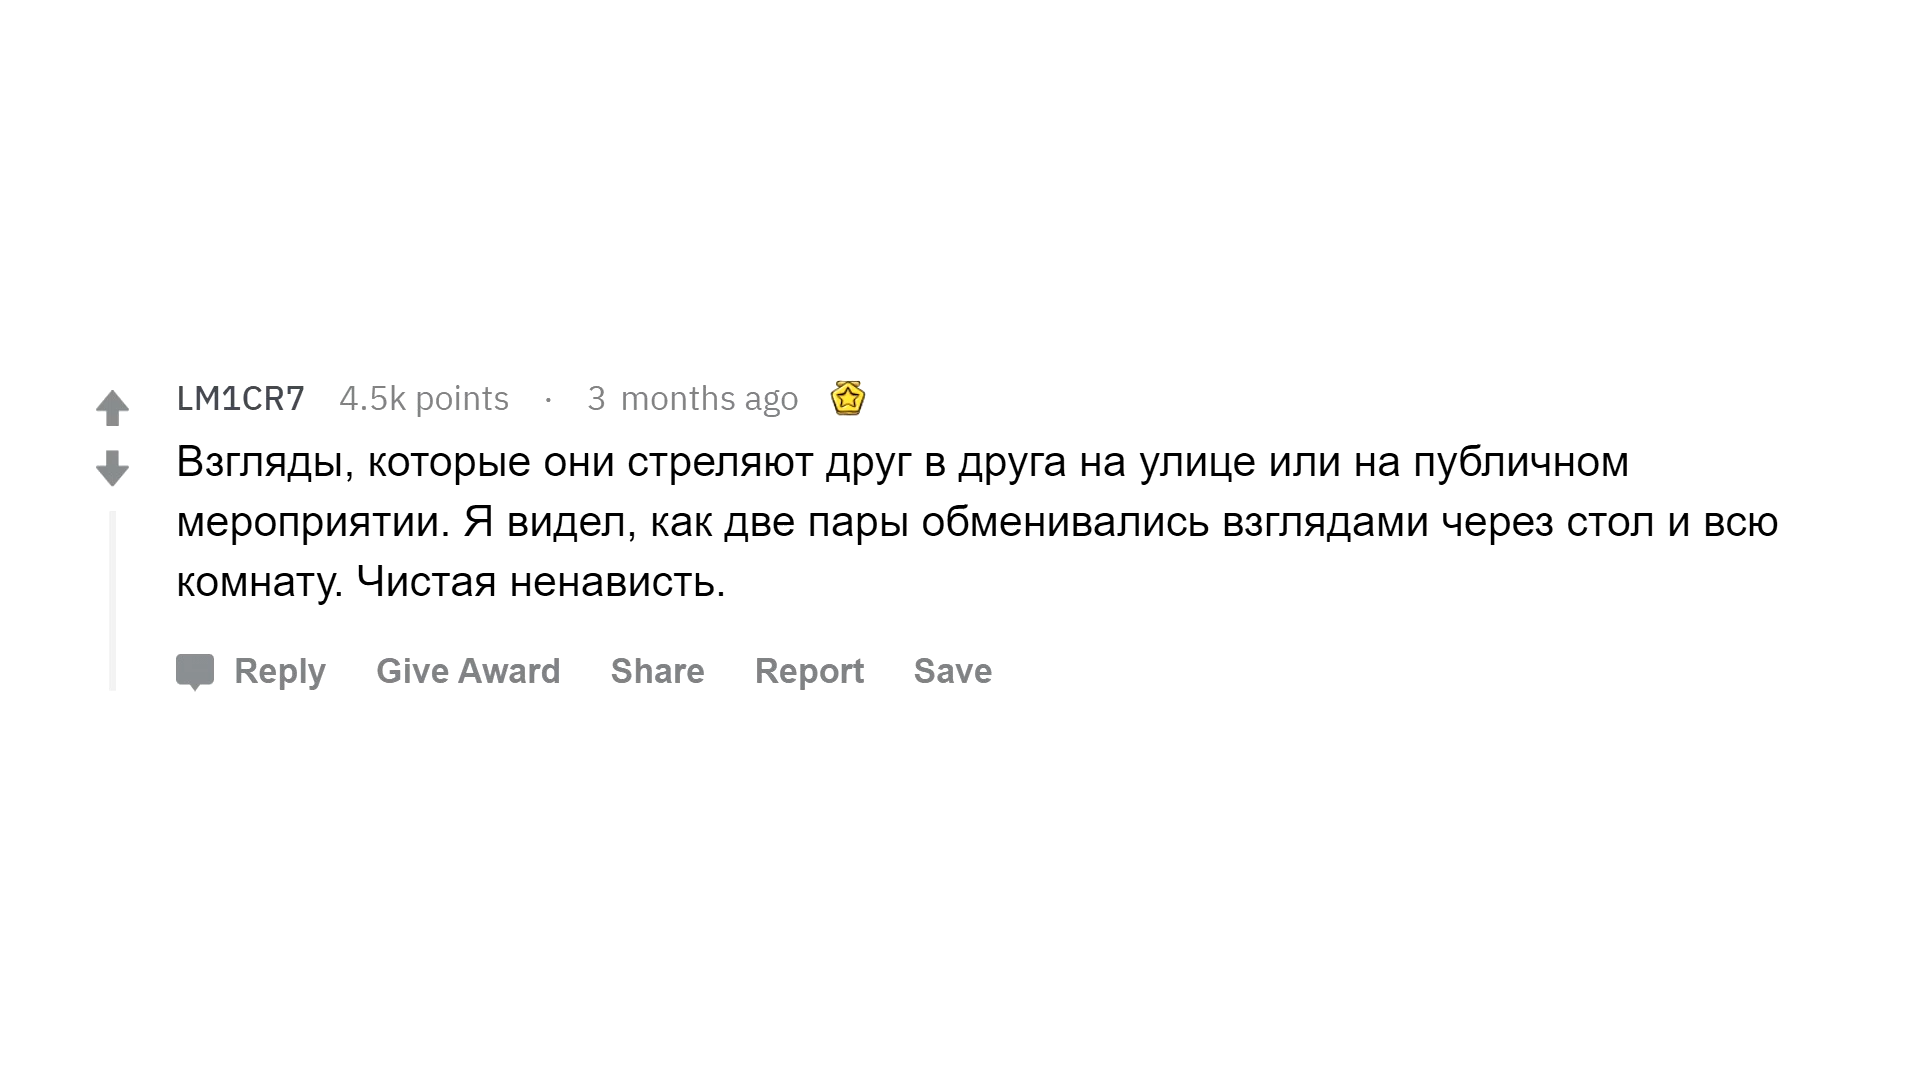 LM1CR7 4.5k points · 3 months ago
Взгляды, которые они стреляют друг в друга на улице или на публичном
мероприятии. Я видел, как две пары обменивались взглядами через стол и всю
комнату. Чистая ненависть.
Reply Give Award Share Report Save